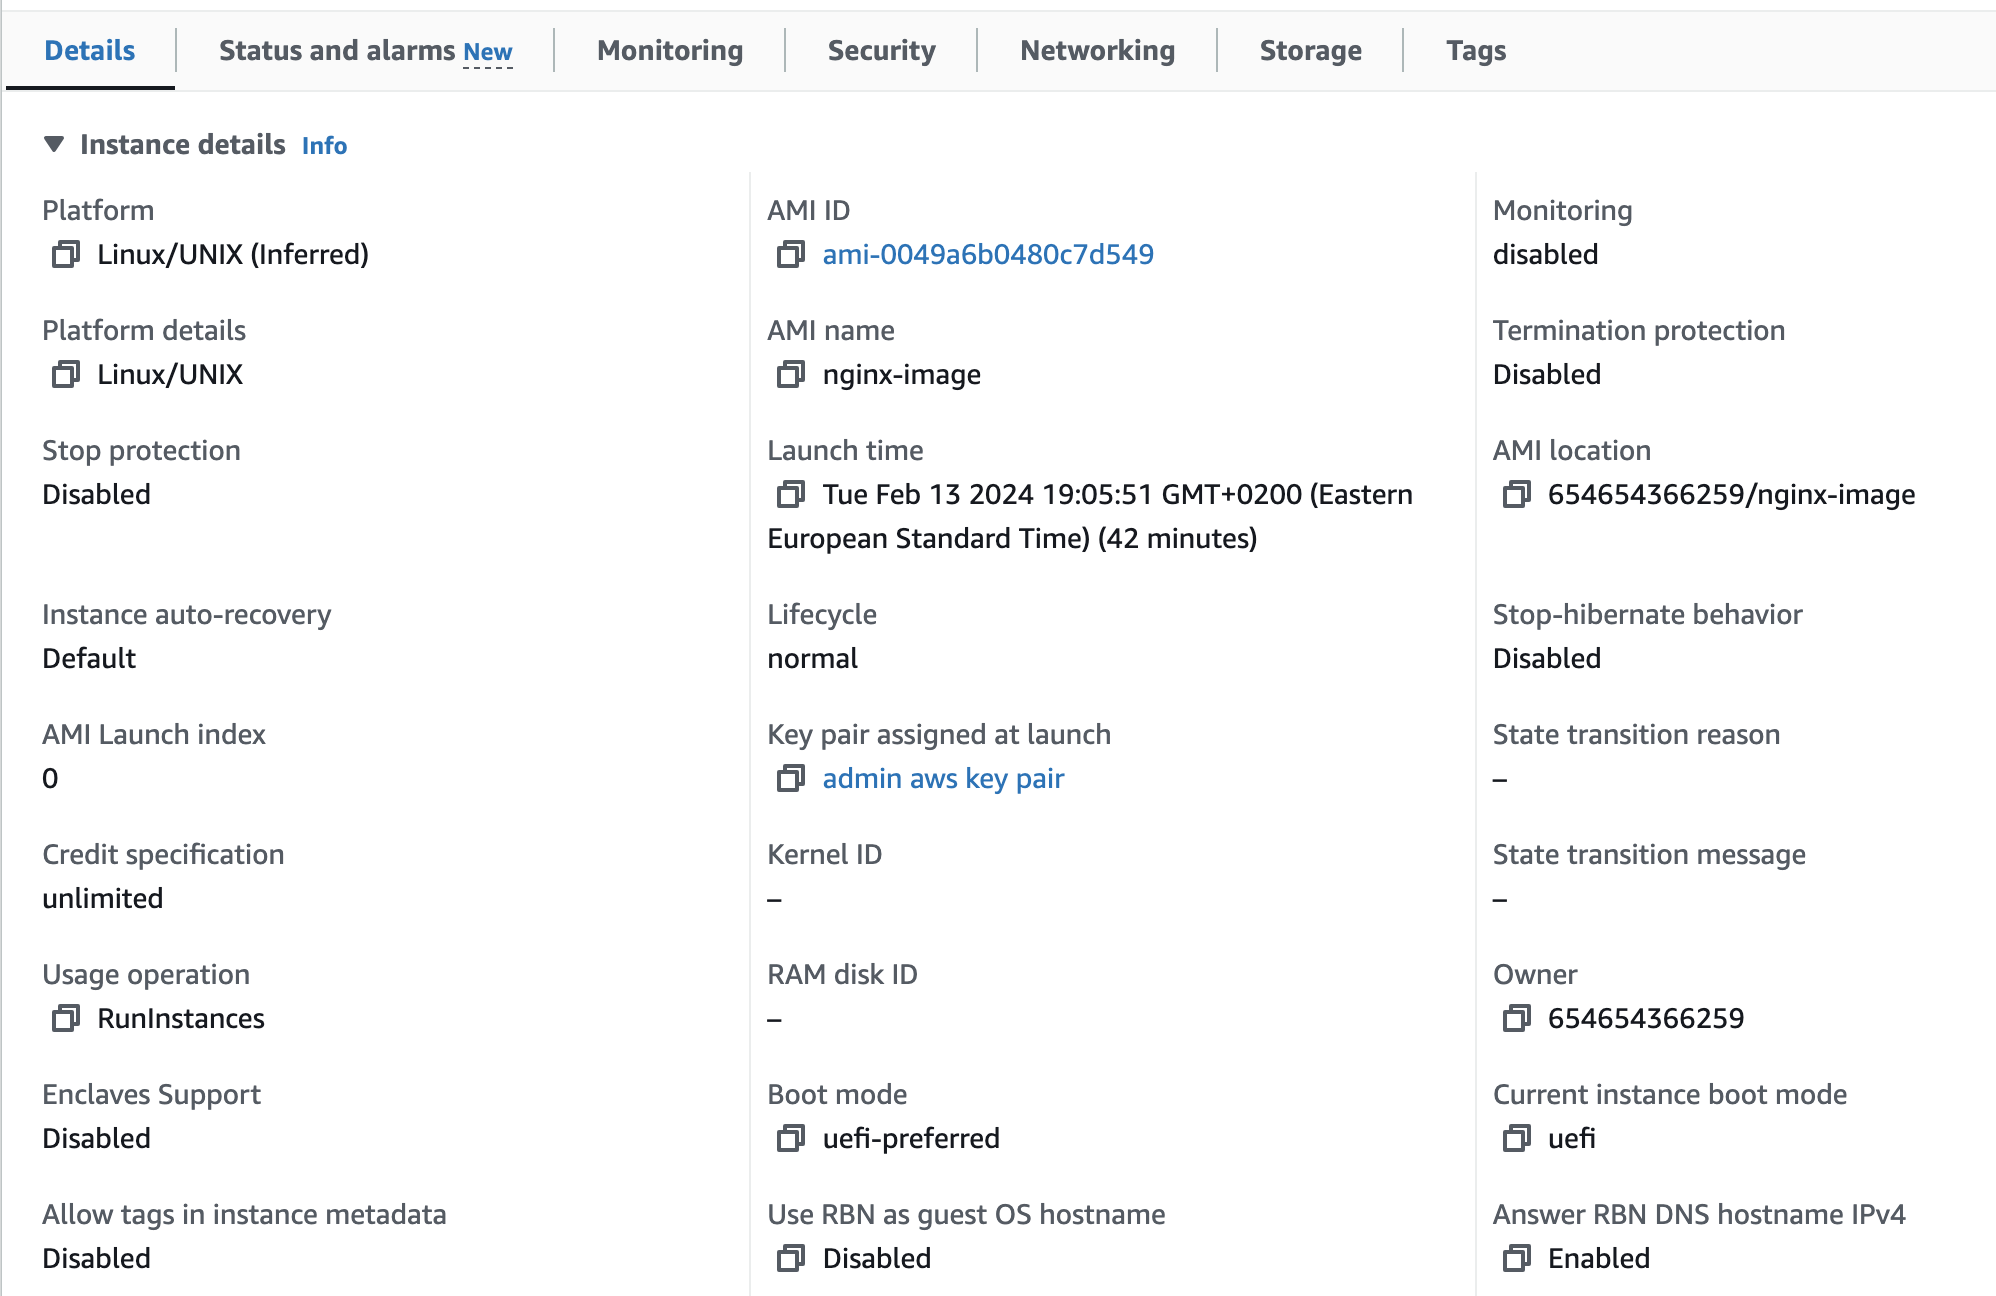 Details
Status and alarms New
Monitoring
Security
Networking
Storage
Tags
Instance details Info
Platform
Linux/UNIX (Inferred)
AMI ID
ami-0049a6b0480c7d549
Monitoring
disabled
Platform details
Linux/UNIX
AMI name
nginx-image
Termination protection
Disabled
Stop protection
Disabled
Launch time
Tue Feb 13 2024 19:05:51 GMT+0200 (Eastern
European Standard Time) (42 minutes)
AMI location
654654366259/nginx-image
Instance auto-recovery
Default
Lifecycle
normal
Stop-hibernate behavior
Disabled
AMI Launch index
0
Key pair assigned at launch
admin aws key pair
State transition reason
–
Credit specification
unlimited
Kernel ID
–
State transition message
–
Usage operation
RunInstances
RAM disk ID
–
Owner
654654366259
Enclaves Support
Disabled
Boot mode
uefi-preferred
Current instance boot mode
uefi
Allow tags in instance metadata
Disabled
Use RBN as guest OS hostname
Disabled
Answer RBN DNS hostname IPv4
Enabled